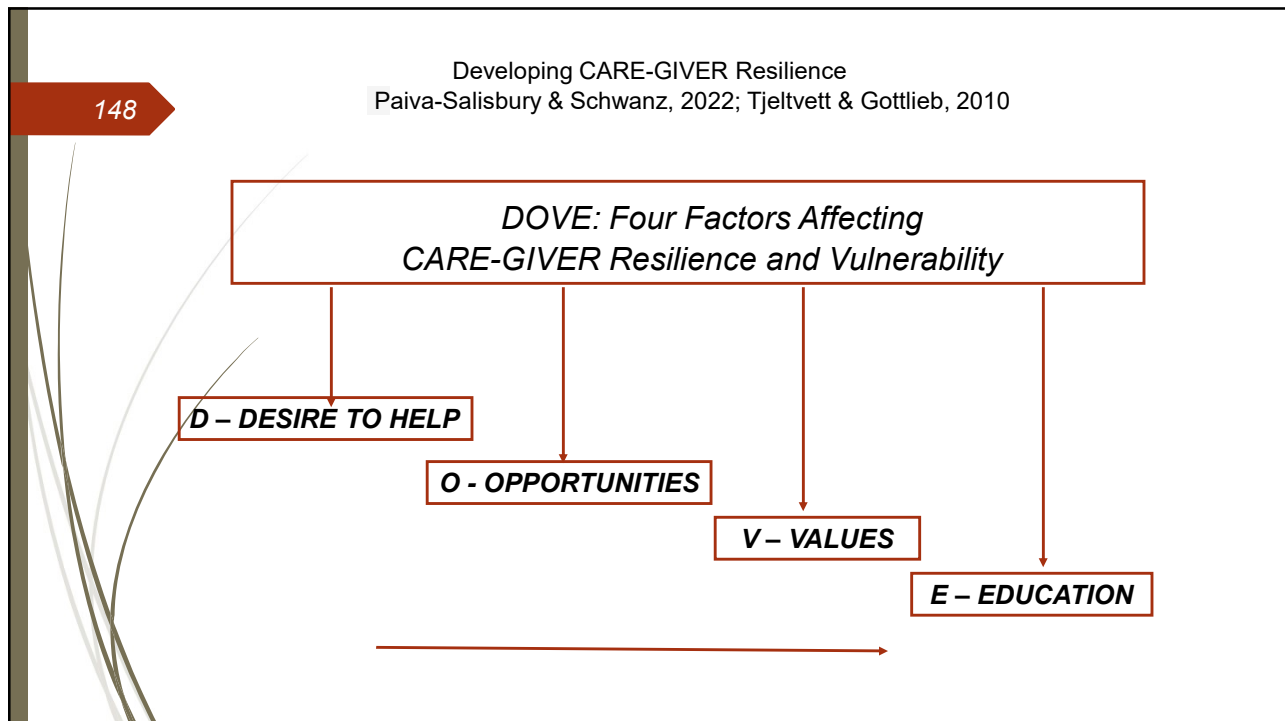 148
Developing CARE-GIVER Resilience
Paiva-Salisbury & Schwanz, 2022; Tjeltvett & Gottlieb, 2010
DOVE: Four Factors Affecting
CARE-GIVER Resilience and Vulnerability
D – DESIRE TO HELP
O - OPPORTUNITIES
V – VALUES
E – EDUCATION